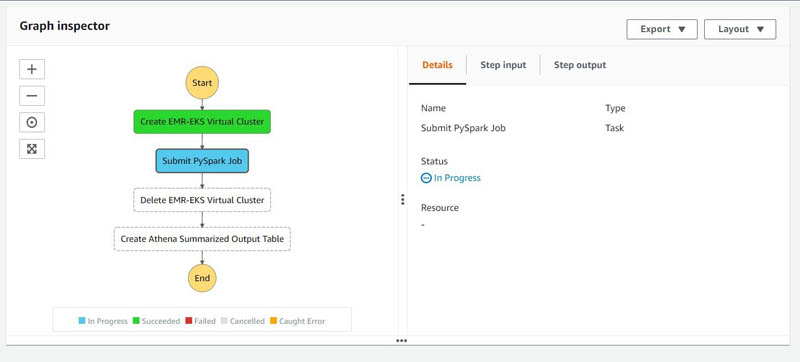 Graph inspector
Export ▼
Layout ▼
Start
Create EMR-EKS Virtual Cluster
Submit PySpark Job
Delete EMR-EKS Virtual Cluster
Create Athena Summarized Output Table
End
In Progress Succeeded Failed Cancelled Caught Error
Details Step input Step output
Name Type
Submit PySpark Job Task
Status
In Progress
Resource
-